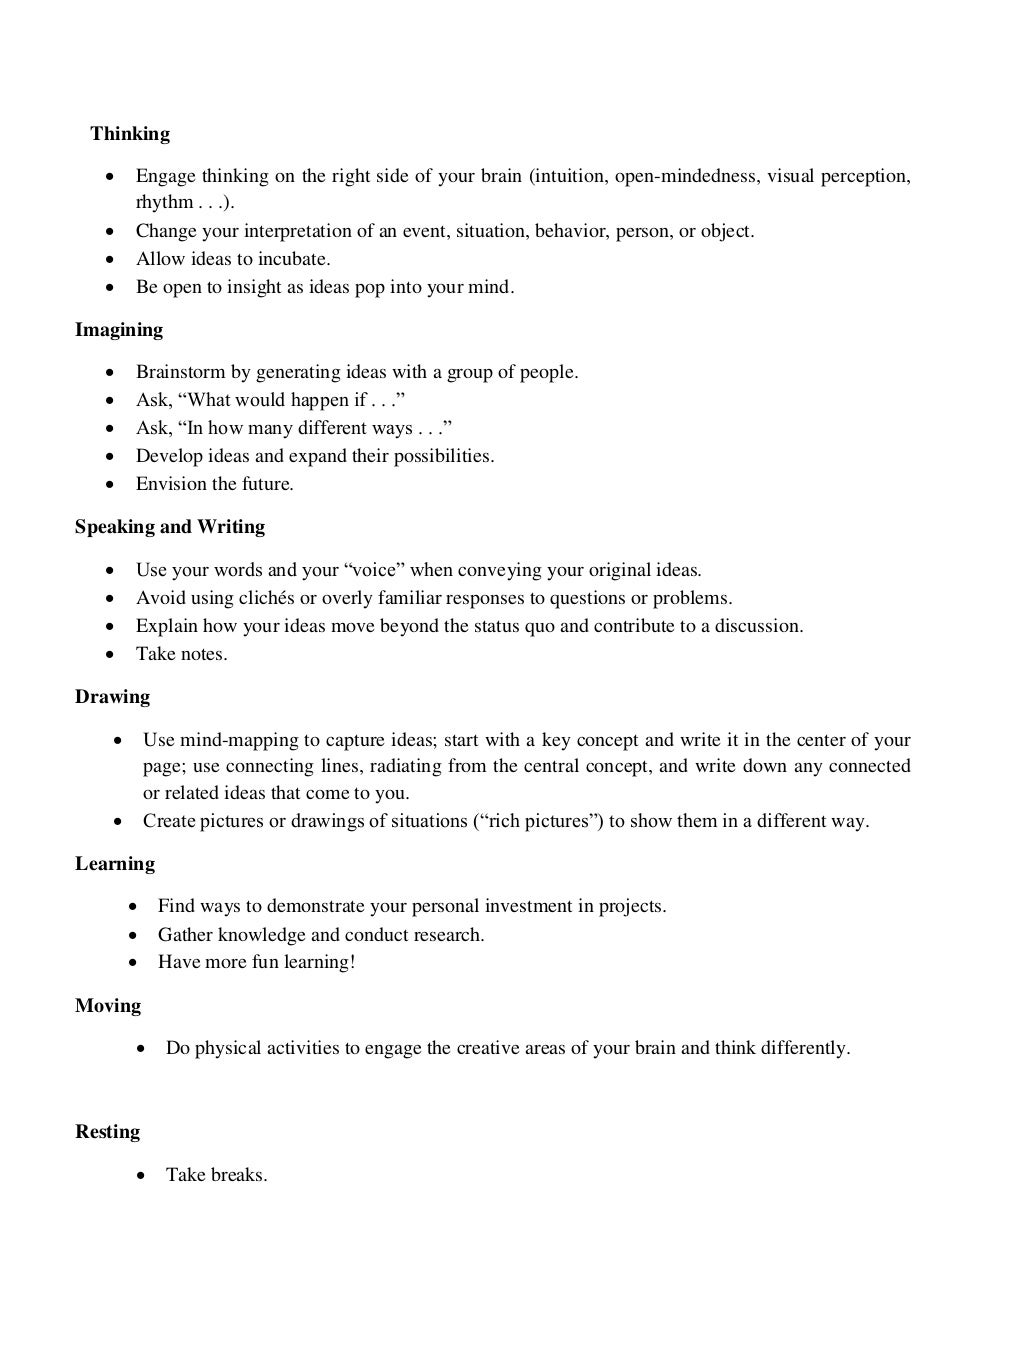 Thinking
• Engage thinking on the right side of your brain (intuition, open-mindedness, visual perception,
rhythm . . .).
• Change your interpretation of an event, situation, behavior, person, or object.
• Allow ideas to incubate.
• Be open to insight as ideas pop into your mind.
Imagining
• Brainstorm by generating ideas with a group of people.
• Ask, “What would happen if . . .”
• Ask, “In how many different ways . . .”
• Develop ideas and expand their possibilities.
• Envision the future.
Speaking and Writing
• Use your words and your “voice” when conveying your original ideas.
• Avoid using clichés or overly familiar responses to questions or problems.
• Explain how your ideas move beyond the status quo and contribute to a discussion.
• Take notes.
Drawing
• Use mind-mapping to capture ideas; start with a key concept and write it in the center of your
page; use connecting lines, radiating from the central concept, and write down any connected
or related ideas that come to you.
• Create pictures or drawings of situations (“rich pictures”) to show them in a different way.
Learning
• Find ways to demonstrate your personal investment in projects.
• Gather knowledge and conduct research.
• Have more fun learning!
Moving
• Do physical activities to engage the creative areas of your brain and think differently.
Resting
• Take breaks.